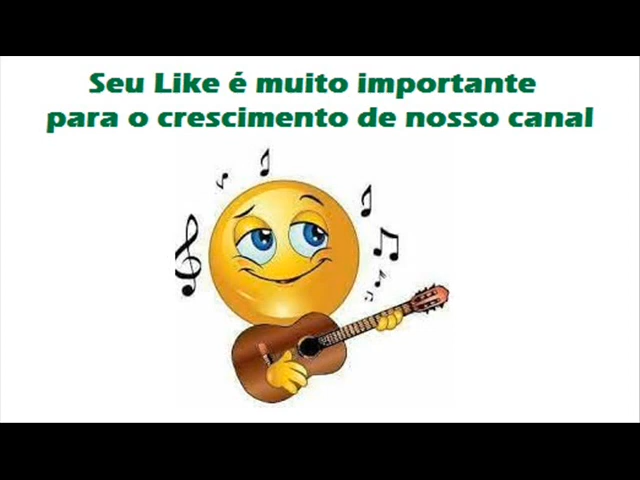 Seu Like é muito importante
para o crescimento de nosso canal